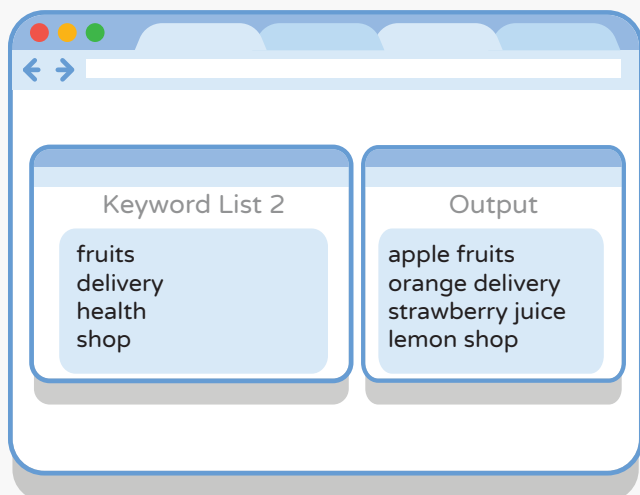 Keyword List 2
fruits
delivery
health
shop
Output
apple fruits
orange delivery
strawberry juice
lemon shop